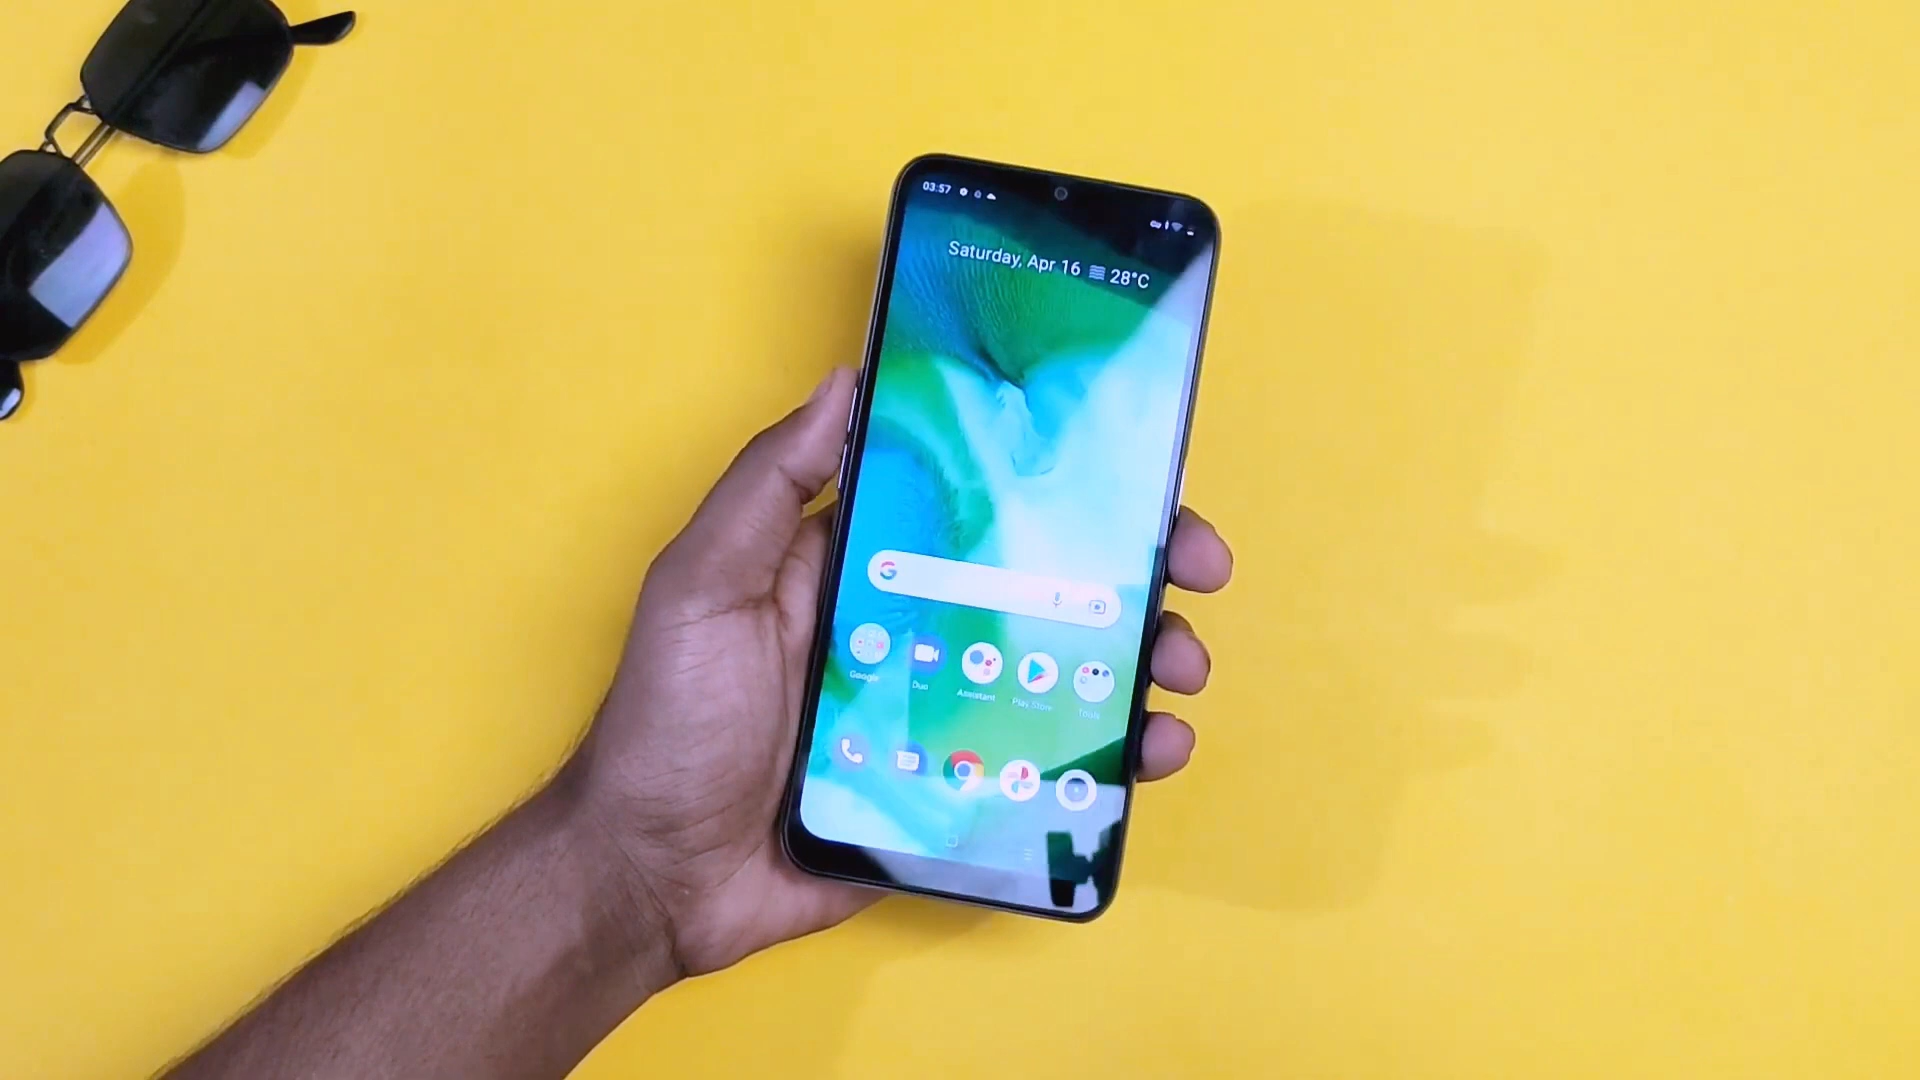 03:57
Saturday, Apr 16 28°C
Google
Duo
Assistant
Play Store
Tools